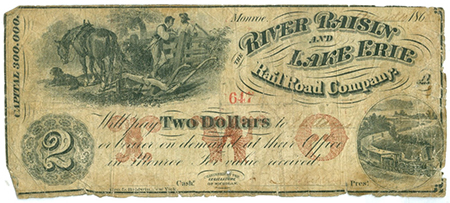 CAPITAL 300.000.
Monroe 186
THE RIVER RAISIN
AND
LAKE ERIE
Rail Road Company
647
Will pay Two Dollars to
or bearer on demand at their Office
in Monroe For value received
2
Cash.r
Pres.t